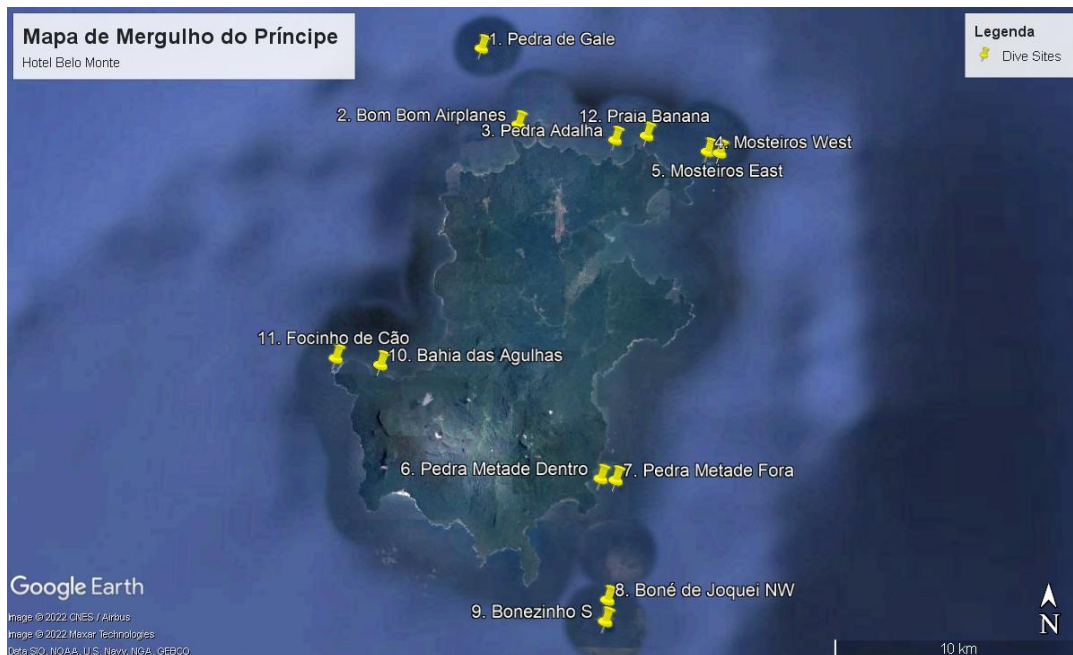 Mapa de Mergulho do Príncipe
Hotel Belo Monte
Legenda
Dive Sites
1. Pedra de Gale
2. Bom Bom Airplanes
12. Praia Banana
3. Pedra Adalha
4. Mosteiros West
5. Mosteiros East
11. Focinho de Cão
10. Bahia das Agulhas
6. Pedra Metade Dentro
7. Pedra Metade Fora
8. Boné de Joquei NW
9. Bonezinho S
Google Earth
Image © 2022 CNES / Airbus
Image © 2022 Maxar Technologies
Data SIO, NOAA, U.S. Navy, NGA, GEBCO
N
10 km